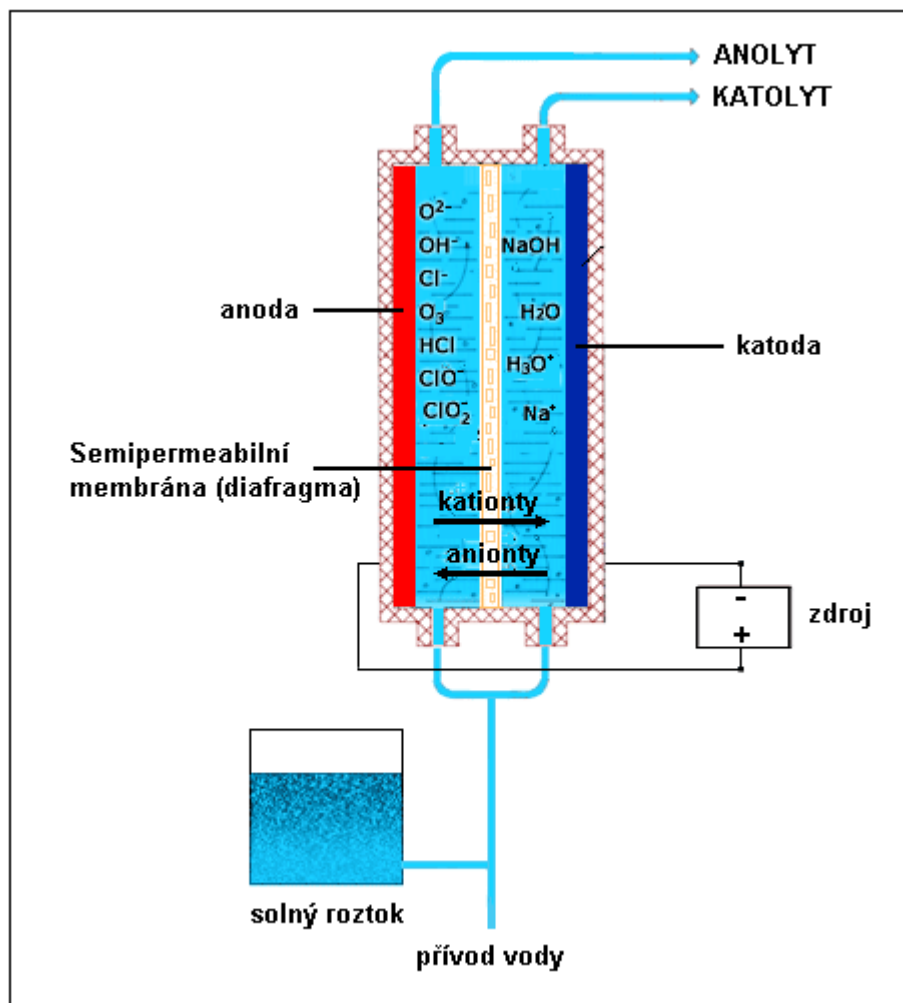 ANOLYT
KATOLYT
O²⁻
OH⁻
Cl⁻
O₃
HCl
ClO⁻
ClO₂⁻
NaOH
H₂O
H₃O⁺
Na⁺
anoda
katoda
Semipermeabilní
membrána (diafragma)
kationty
anionty
-
+
zdroj
solný roztok
přívod vody